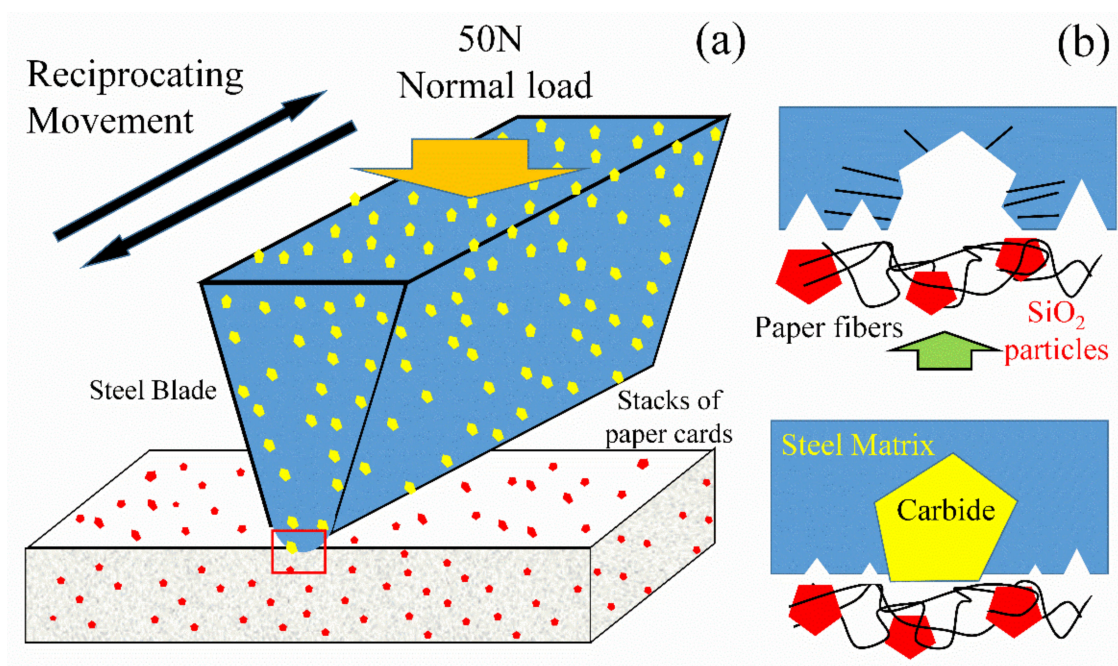 (a)
50N
Normal load
Reciprocating
Movement
Steel Blade
Stacks of
paper cards
(b)
Paper fibers
SiO₂
particles
Steel Matrix
Carbide